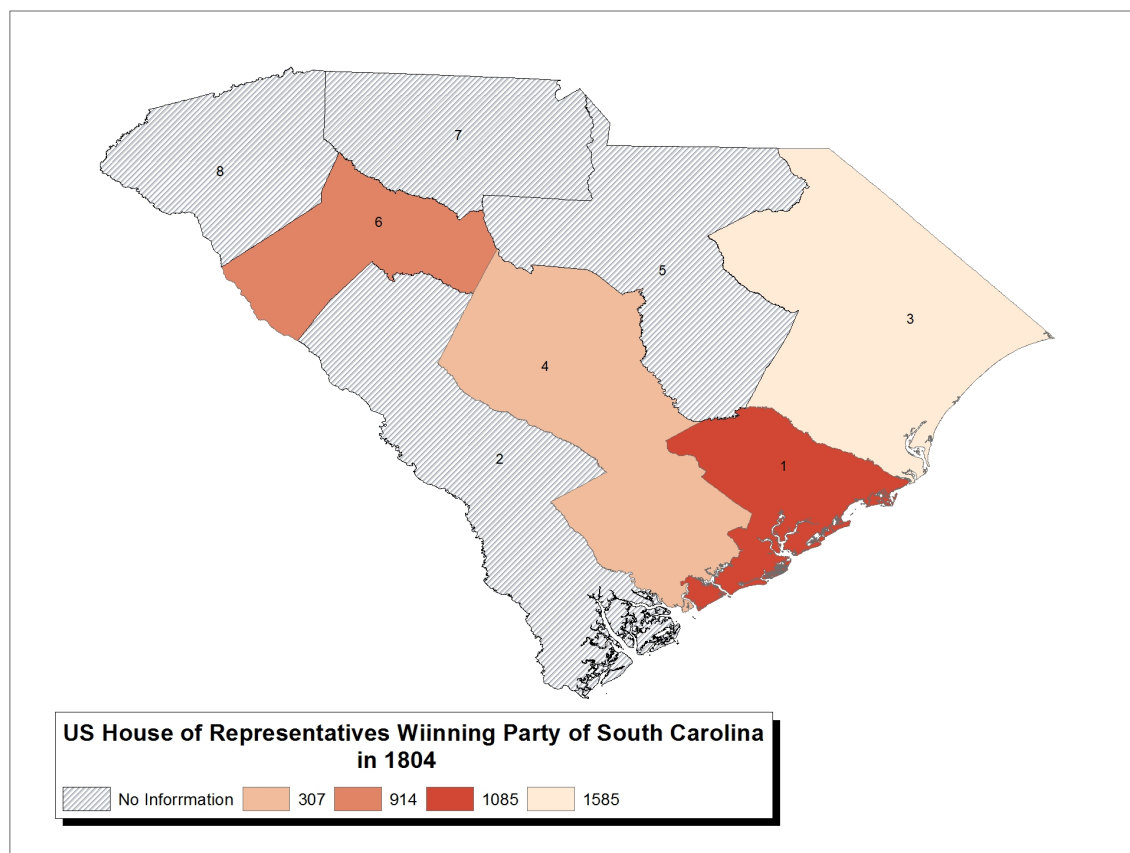 7
8
6
5
3
4
2
1
US House of Representatives Wiinning Party of South Carolina
in 1804
No Inforrmation 307 914 1085 1585